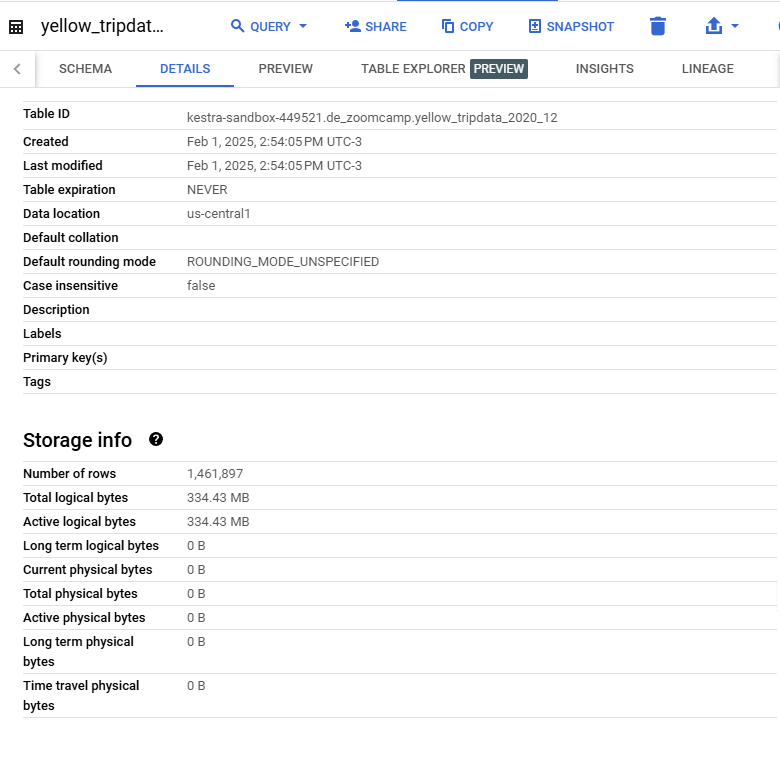 yellow_tripdat… QUERY SHARE COPY SNAPSHOT
SCHEMA DETAILS PREVIEW TABLE EXPLORER PREVIEW INSIGHTS LINEAGE
Table ID kestra-sandbox-449521.de_zoomcamp.yellow_tripdata_2020_12
Created Feb 1, 2025, 2:54:05 PM UTC-3
Last modified Feb 1, 2025, 2:54:05 PM UTC-3
Table expiration NEVER
Data location us-central1
Default collation
Default rounding mode ROUNDING_MODE_UNSPECIFIED
Case insensitive false
Description
Labels
Primary key(s)
Tags
Storage info ?
Number of rows 1,461,897
Total logical bytes 334.43 MB
Active logical bytes 334.43 MB
Long term logical bytes 0 B
Current physical bytes 0 B
Total physical bytes 0 B
Active physical bytes 0 B
Long term physical 0 B
bytes
Time travel physical 0 B
bytes